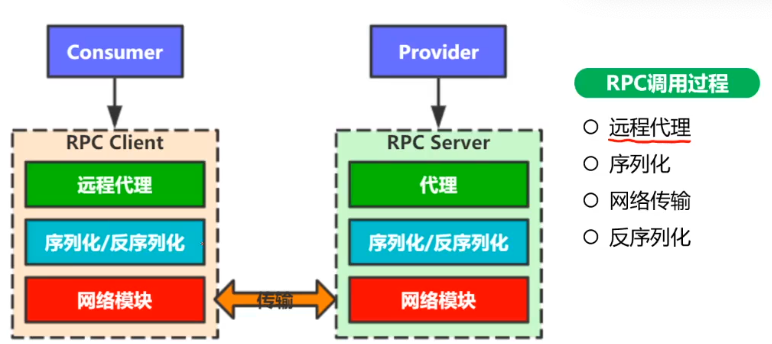 Consumer
Provider
RPC Client
RPC Server
远程代理
代理
序列化/反序列化
序列化/反序列化
网络模块
传输
网络模块
RPC调用过程
远程代理
序列化
网络传输
反序列化